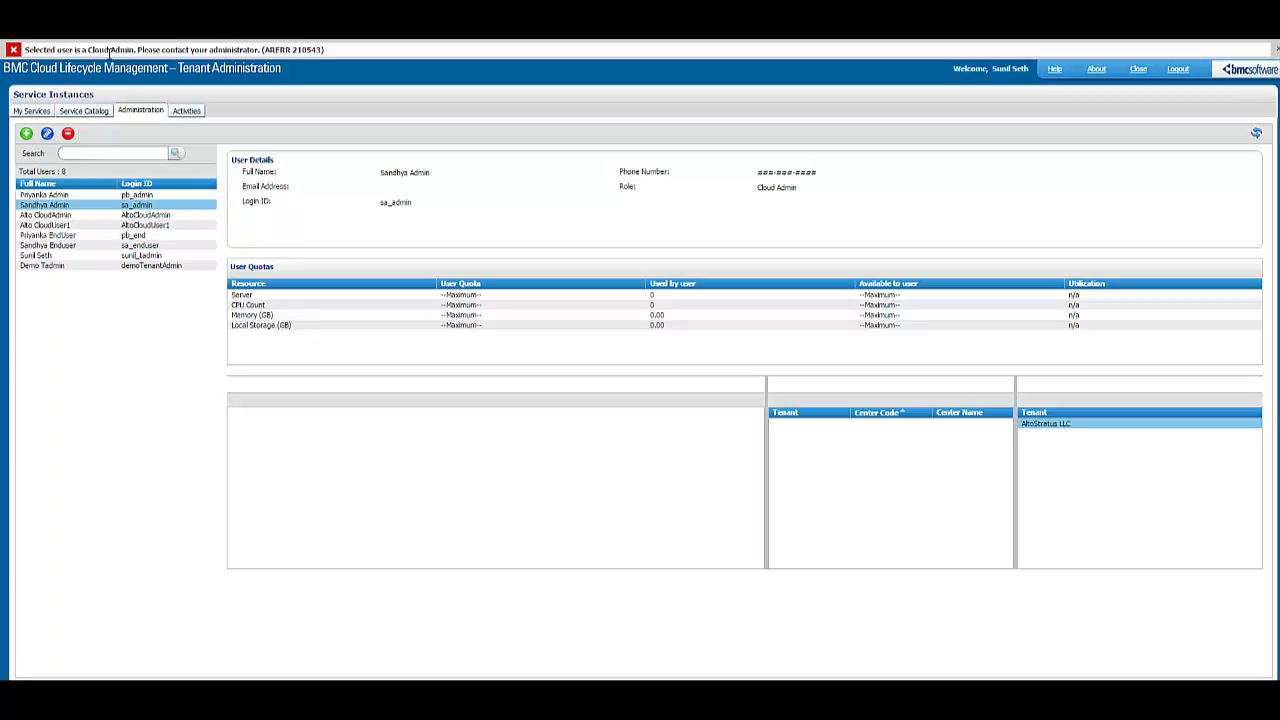 Selected user is a CloudAdmin. Please contact your administrator. (ARERR 210543)
BMC Cloud Lifecycle Management – Tenant Administration
Welcome, Sunil Seth
Help
About
Close
Logout
bmcsoftware
Service Instances
My Services
Service Catalog
Administration
Activities
Search
Total Users : 8
Full Name Login ID
Priyanka Admin pb_admin
Sandhya Admin sa_admin
Alto CloudAdmin AltoCloudAdmin
Alto CloudUser1 AltoCloudUser1
Priyanka EndUser pb_end
Sandhya Enduser sa_enduser
Sunil Seth sunil_tadmin
Demo Tadmin demoTenantAdmin
User Details
Full Name: Sandhya Admin Phone Number: ###-###-####
Email Address: Role: Cloud Admin
Login ID: sa_admin
User Quotas
Resource User Quota Used by user Available to user Utilization
Server --Maximum-- 0 --Maximum-- n/a
CPU Count --Maximum-- 0 --Maximum-- n/a
Memory (GB) --Maximum-- 0.00 --Maximum-- n/a
Local Storage (GB) --Maximum-- 0.00 --Maximum-- n/a
Tenant Center Code Center Name
Tenant
AltoStratus LLC